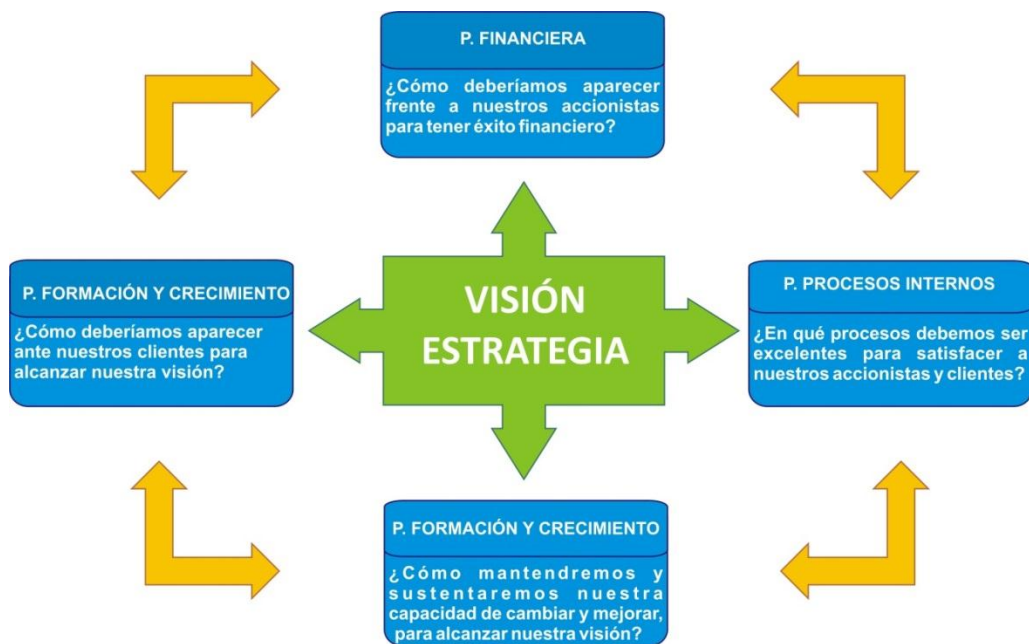 P. FINANCIERA
¿Cómo deberíamos aparecer
frente a nuestros accionistas
para tener éxito financiero?
P. FORMACIÓN Y CRECIMIENTO
¿Cómo deberíamos aparecer
ante nuestros clientes para
alcanzar nuestra visión?
VISIÓN
ESTRATEGIA
P. PROCESOS INTERNOS
¿En qué procesos debemos ser
excelentes para satisfacer a
nuestros accionistas y clientes?
P. FORMACIÓN Y CRECIMIENTO
¿Cómo mantendremos y
sustentaremos nuestra
capacidad de cambiar y mejorar,
para alcanzar nuestra visión?